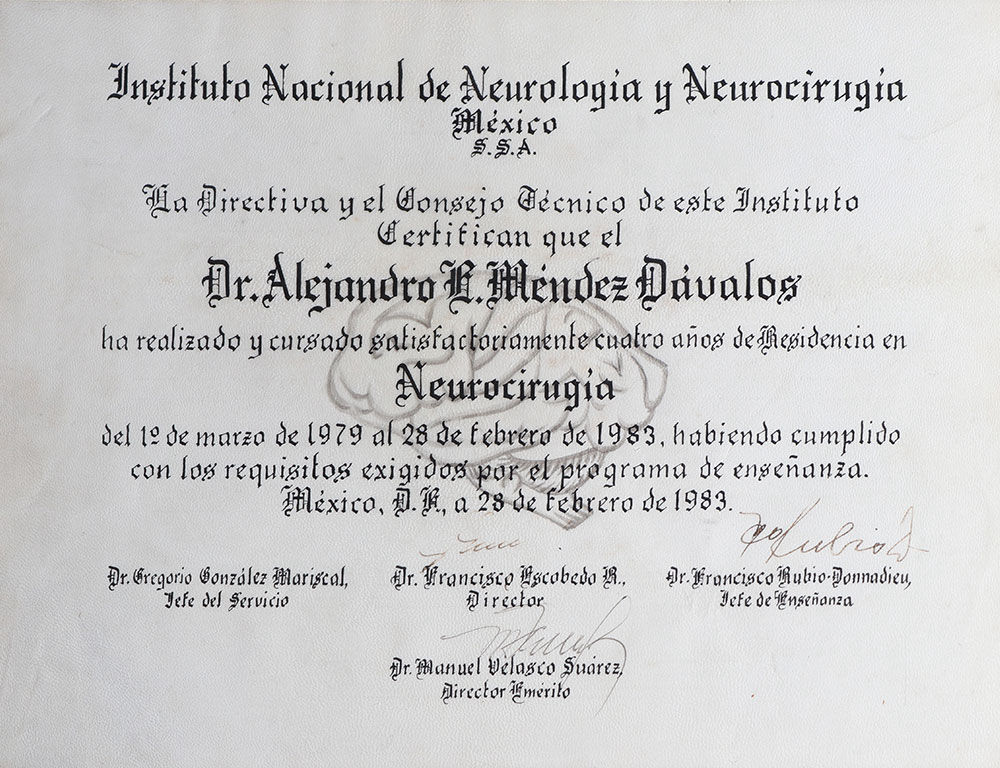 Instituto Nacional de Neurología y Neurocirugía
México
S.S.A.
La Directiva y el Consejo Técnico de este Instituto
Certifican que el
Dr. Alejandro E. Méndez Dávalos
ha realizado y cursado satisfactoriamente cuatro años de Residencia en
Neurocirugía
del 1º de marzo de 1979 al 28 de febrero de 1983, habiendo cumplido
con los requisitos exigidos por el programa de enseñanza.
México, D.F., a 28 de febrero de 1983.
Dr. Gregorio González Mariscal,
Jefe del Servicio
Dr. Francisco Escobedo R.,
Director
Dr. Francisco Rubio-Donnadieu,
Jefe de Enseñanza
Dr. Manuel Velasco Suárez,
Director Emérito